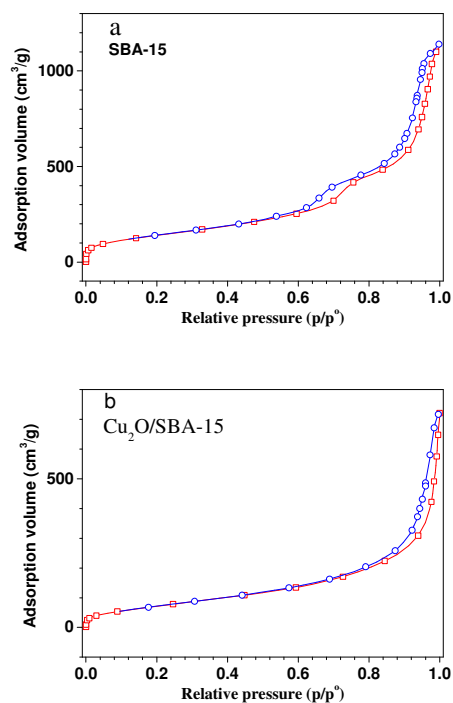 a
SBA-15
Adsorption volume (cm³/g)
1000
500
0
0.0 0.2 0.4 0.6 0.8 1.0
Relative pressure (p/p°)
b
Cu₂O/SBA-15
Adsorption volume (cm³/g)
500
0
0.0 0.2 0.4 0.6 0.8 1.0
Relative pressure (p/p°)